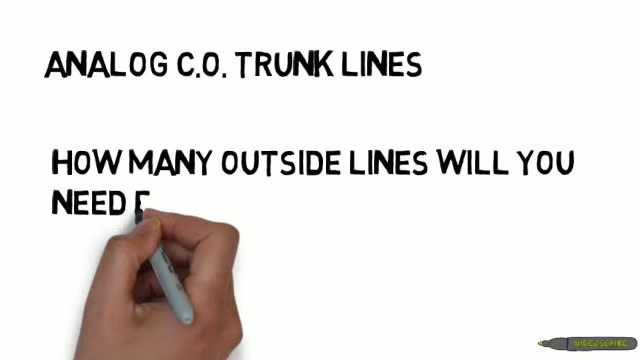 ANALOG C.O. TRUNK LINES
HOW MANY OUTSIDE LINES WILL YOU
NEED